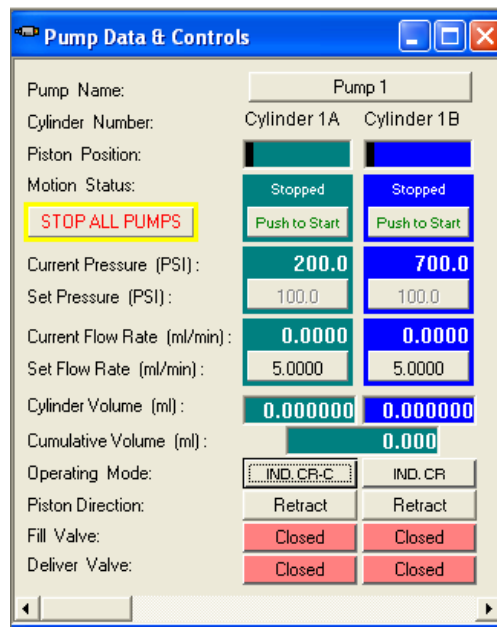 Pump Data & Controls
Pump Name: Pump 1
Cylinder Number: Cylinder 1A Cylinder 1B
Piston Position:
Motion Status: Stopped Stopped
STOP ALL PUMPS Push to Start Push to Start
Current Pressure (PSI) : 200.0 700.0
Set Pressure (PSI) : 100.0 100.0
Current Flow Rate (ml/min) : 0.0000 0.0000
Set Flow Rate (ml/min) : 5.0000 5.0000
Cylinder Volume (ml) : 0.000000 0.000000
Cumulative Volume (ml) : 0.000
Operating Mode: IND. CR-C IND. CR
Piston Direction: Retract Retract
Fill Valve: Closed Closed
Deliver Valve: Closed Closed